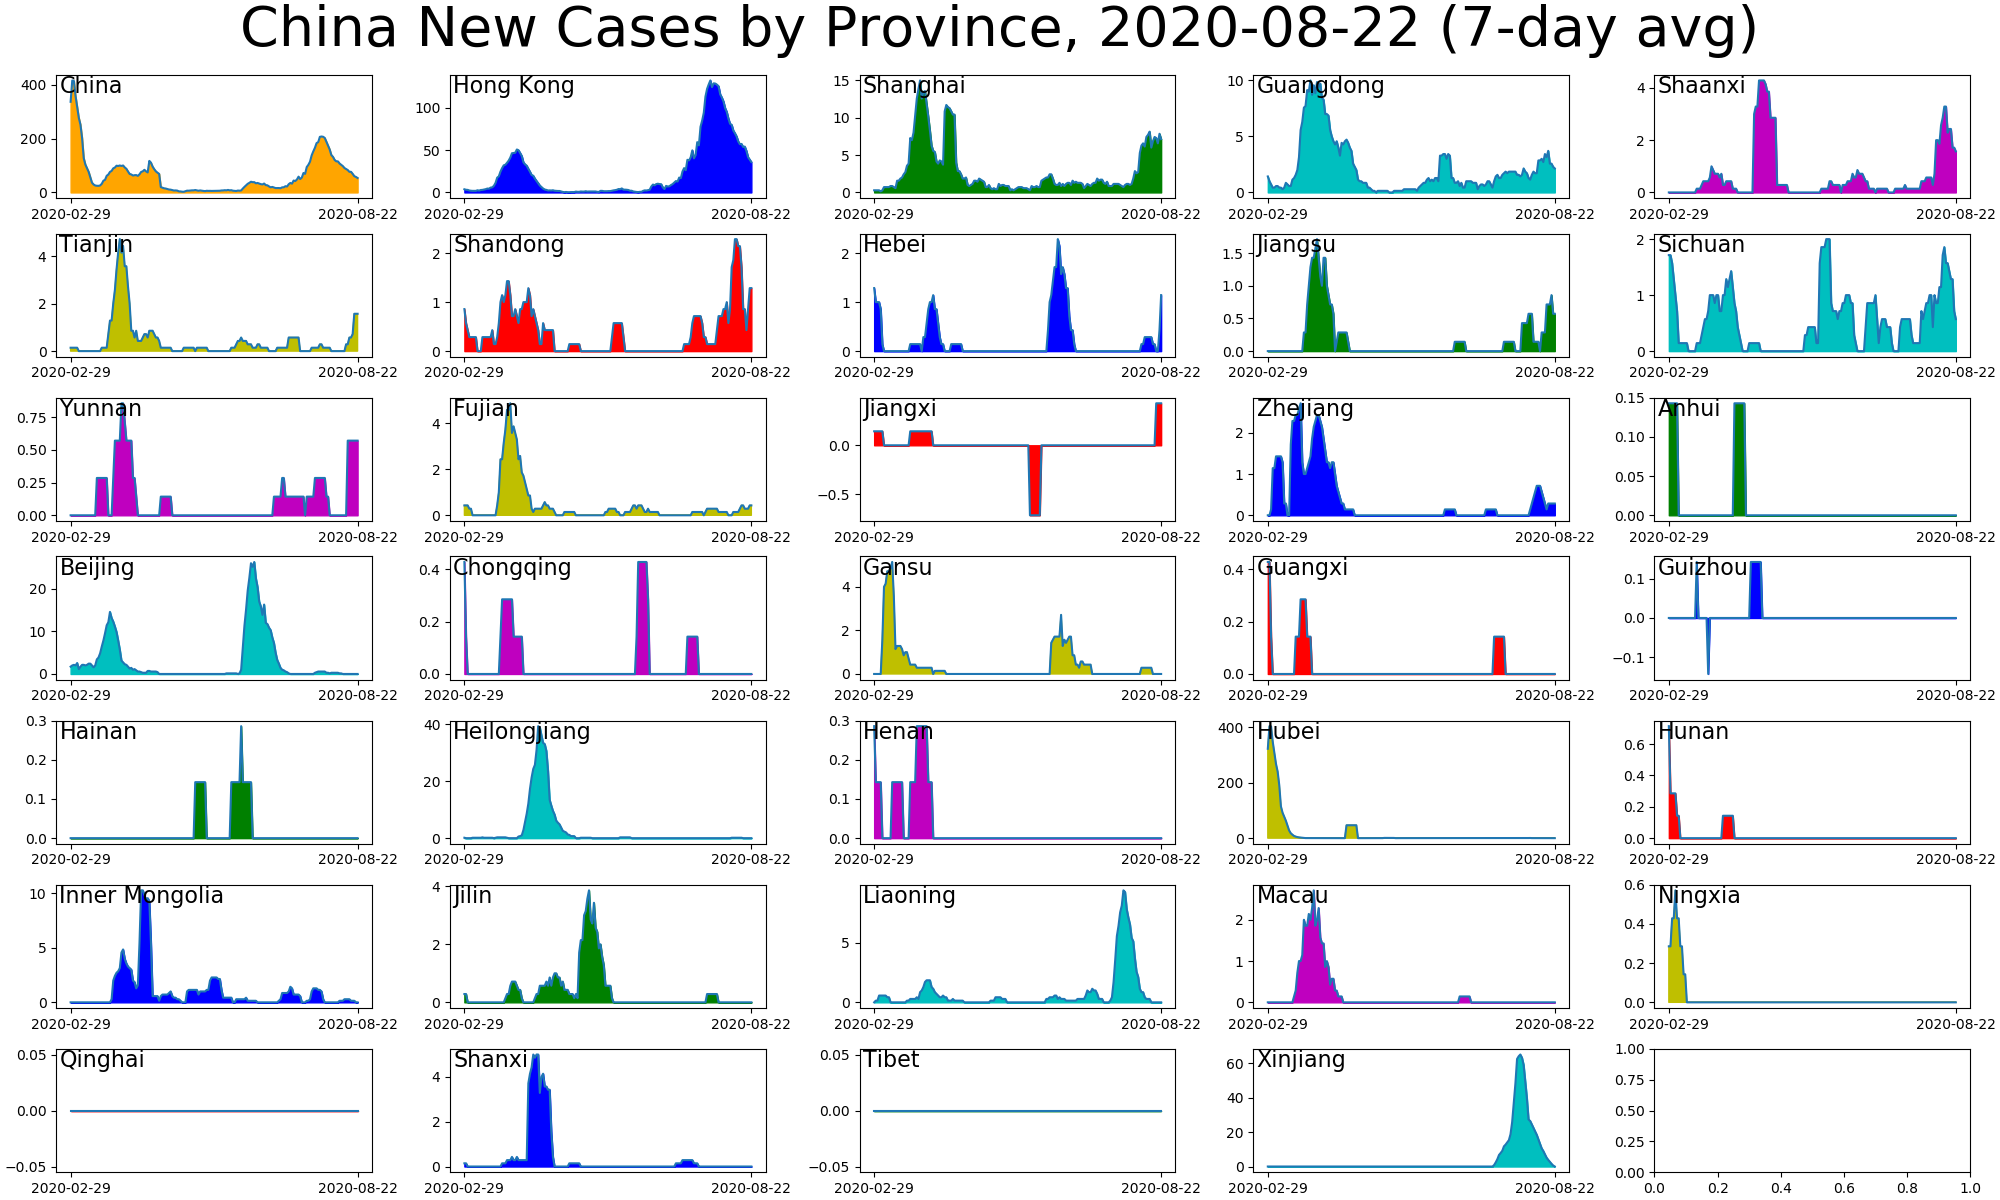 China New Cases by Province, 2020-08-22 (7-day avg)
China Hong Kong Shanghai Guangdong Shaanxi
400 200 0
100 50 0
15 10 5 0
10 5 0
4 2 0
2020-02-29 2020-08-22 2020-02-29 2020-08-22 2020-02-29 2020-08-22 2020-02-29 2020-08-22 2020-02-29 2020-08-22
Tianjin Shandong Hebei Jiangsu Sichuan
4 2 0
2 1 0
2 1 0
1.5 1.0 0.5 0.0
2 1 0
2020-02-29 2020-08-22 2020-02-29 2020-08-22 2020-02-29 2020-08-22 2020-02-29 2020-08-22 2020-02-29 2020-08-22
Yunnan Fujian Jiangxi Zhejiang Anhui
0.75 0.50 0.25 0.00
4 2 0
0.0 −0.5
2 1 0
0.15 0.10 0.05 0.00
2020-02-29 2020-08-22 2020-02-29 2020-08-22 2020-02-29 2020-08-22 2020-02-29 2020-08-22 2020-02-29 2020-08-22
Beijing Chongqing Gansu Guangxi Guizhou
20 10 0
0.4 0.2 0.0
4 2 0
0.4 0.2 0.0
0.1 0.0 −0.1
2020-02-29 2020-08-22 2020-02-29 2020-08-22 2020-02-29 2020-08-22 2020-02-29 2020-08-22 2020-02-29 2020-08-22
Hainan Heilongjiang Henan Hubei Hunan
0.3 0.2 0.1 0.0
40 20 0
0.3 0.2 0.1 0.0
400 200 0
0.6 0.4 0.2 0.0
2020-02-29 2020-08-22 2020-02-29 2020-08-22 2020-02-29 2020-08-22 2020-02-29 2020-08-22 2020-02-29 2020-08-22
Inner Mongolia Jilin Liaoning Macau Ningxia
10 5 0
4 2 0
5 0
2 1 0
0.6 0.4 0.2 0.0
2020-02-29 2020-08-22 2020-02-29 2020-08-22 2020-02-29 2020-08-22 2020-02-29 2020-08-22 2020-02-29 2020-08-22
Qinghai Shanxi Tibet Xinjiang
0.05 0.00 −0.05
4 2 0
0.05 0.00 −0.05
60 40 20 0
1.00 0.75 0.50 0.25 0.00
2020-02-29 2020-08-22 2020-02-29 2020-08-22 2020-02-29 2020-08-22 2020-02-29 2020-08-22 0.0 0.2 0.4 0.6 0.8 1.0